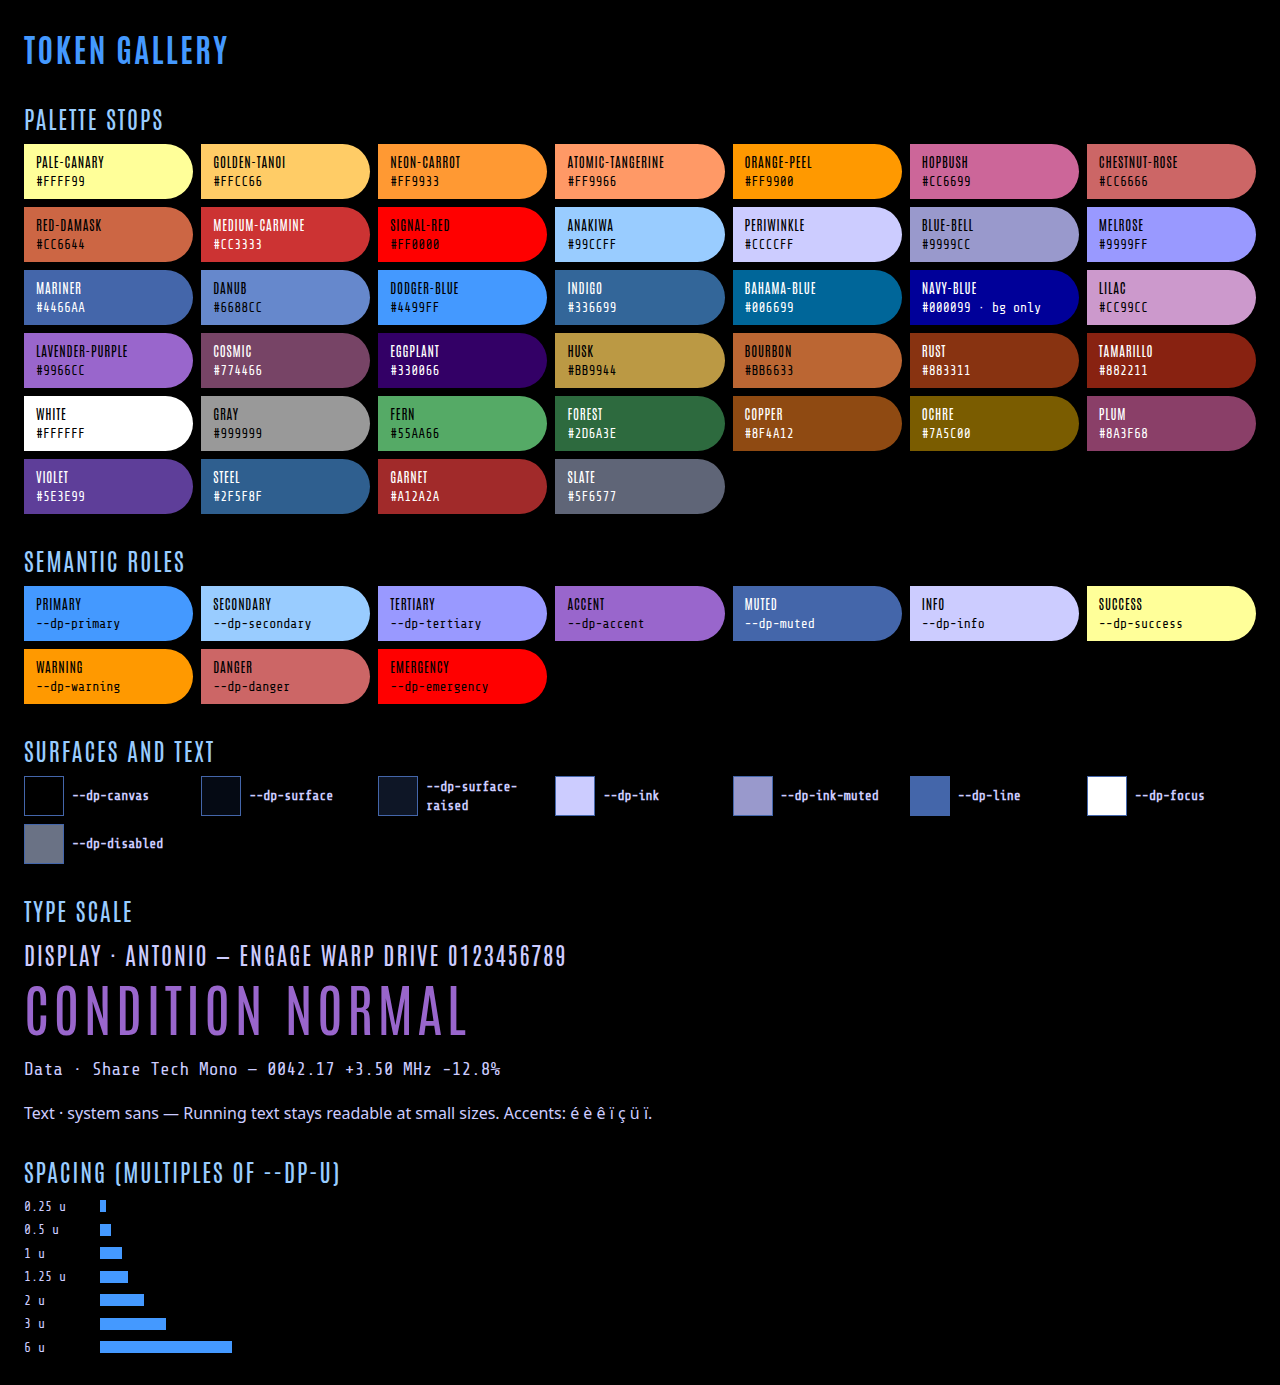 TOKEN GALLERY
PALETTE STOPS
PALE-CANARY
#FFFF99
GOLDEN-TANOI
#FFCC66
NEON-CARROT
#FF9933
ATOMIC-TANGERINE
#FF9966
ORANGE-PEEL
#FF9900
HOPBUSH
#CC6699
CHESTNUT-ROSE
#CC6666
RED-DAMASK
#CC6644
MEDIUM-CARMINE
#CC3333
SIGNAL-RED
#FF0000
ANAKIWA
#99CCFF
PERIWINKLE
#CCCCFF
BLUE-BELL
#9999CC
MELROSE
#9999FF
MARINER
#4466AA
DANUB
#6688CC
DODGER-BLUE
#4499FF
INDIGO
#336699
BAHAMA-BLUE
#006699
NAVY-BLUE
#000099 · bg only
LILAC
#CC99CC
LAVENDER-PURPLE
#9966CC
COSMIC
#774466
EGGPLANT
#330066
HUSK
#BB9944
BOURBON
#BB6633
RUST
#883311
TAMARILLO
#882211
WHITE
#FFFFFF
GRAY
#999999
FERN
#55AA66
FOREST
#2D6A3E
COPPER
#8F4A12
OCHRE
#7A5C00
PLUM
#8A3F68
VIOLET
#5E3E99
STEEL
#2F5F8F
GARNET
#A12A2A
SLATE
#5F6577
SEMANTIC ROLES
PRIMARY
--dp-primary
SECONDARY
--dp-secondary
TERTIARY
--dp-tertiary
ACCENT
--dp-accent
MUTED
--dp-muted
INFO
--dp-info
SUCCESS
--dp-success
WARNING
--dp-warning
DANGER
--dp-danger
EMERGENCY
--dp-emergency
SURFACES AND TEXT
--dp-canvas
--dp-surface
--dp-surface-
raised
--dp-ink
--dp-ink-muted
--dp-line
--dp-focus
--dp-disabled
TYPE SCALE
DISPLAY · ANTONIO — ENGAGE WARP DRIVE 0123456789
CONDITION NORMAL
Data · Share Tech Mono — 0042.17 +3.50 MHz −12.8%
Text · system sans — Running text stays readable at small sizes. Accents: é è ê ï ç ü ï.
SPACING (MULTIPLES OF --DP-U)
0.25 u
0.5 u
1 u
1.25 u
2 u
3 u
6 u